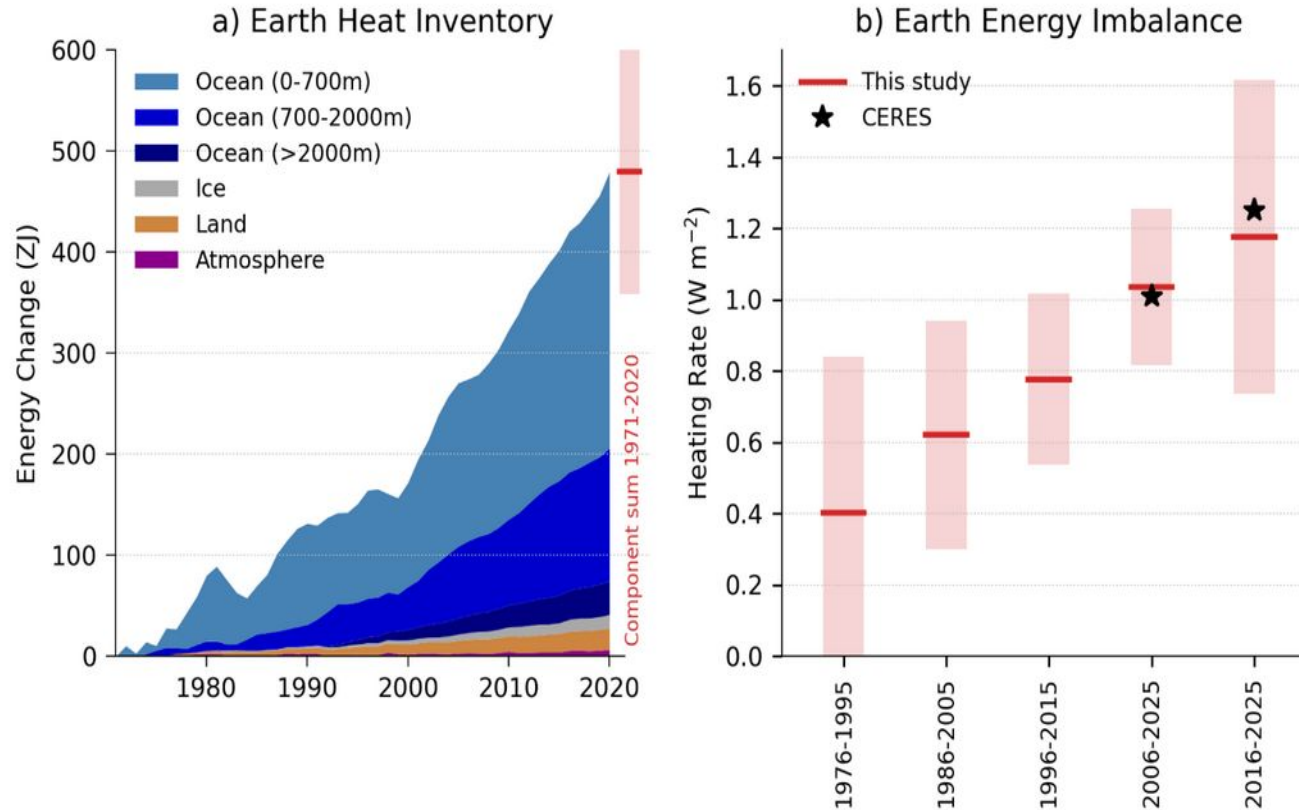 a) Earth Heat Inventory
600
500
400
300
200
100
0
Energy Change (ZJ)
Ocean (0-700m)
Ocean (700-2000m)
Ocean (>2000m)
Ice
Land
Atmosphere
Component sum 1971-2020
1980
1990
2000
2010
2020
b) Earth Energy Imbalance
1.6
1.4
1.2
1.0
0.8
0.6
0.4
0.2
0.0
Heating Rate (W m⁻²)
This study
CERES
1976-1995
1986-2005
1996-2015
2006-2025
2016-2025